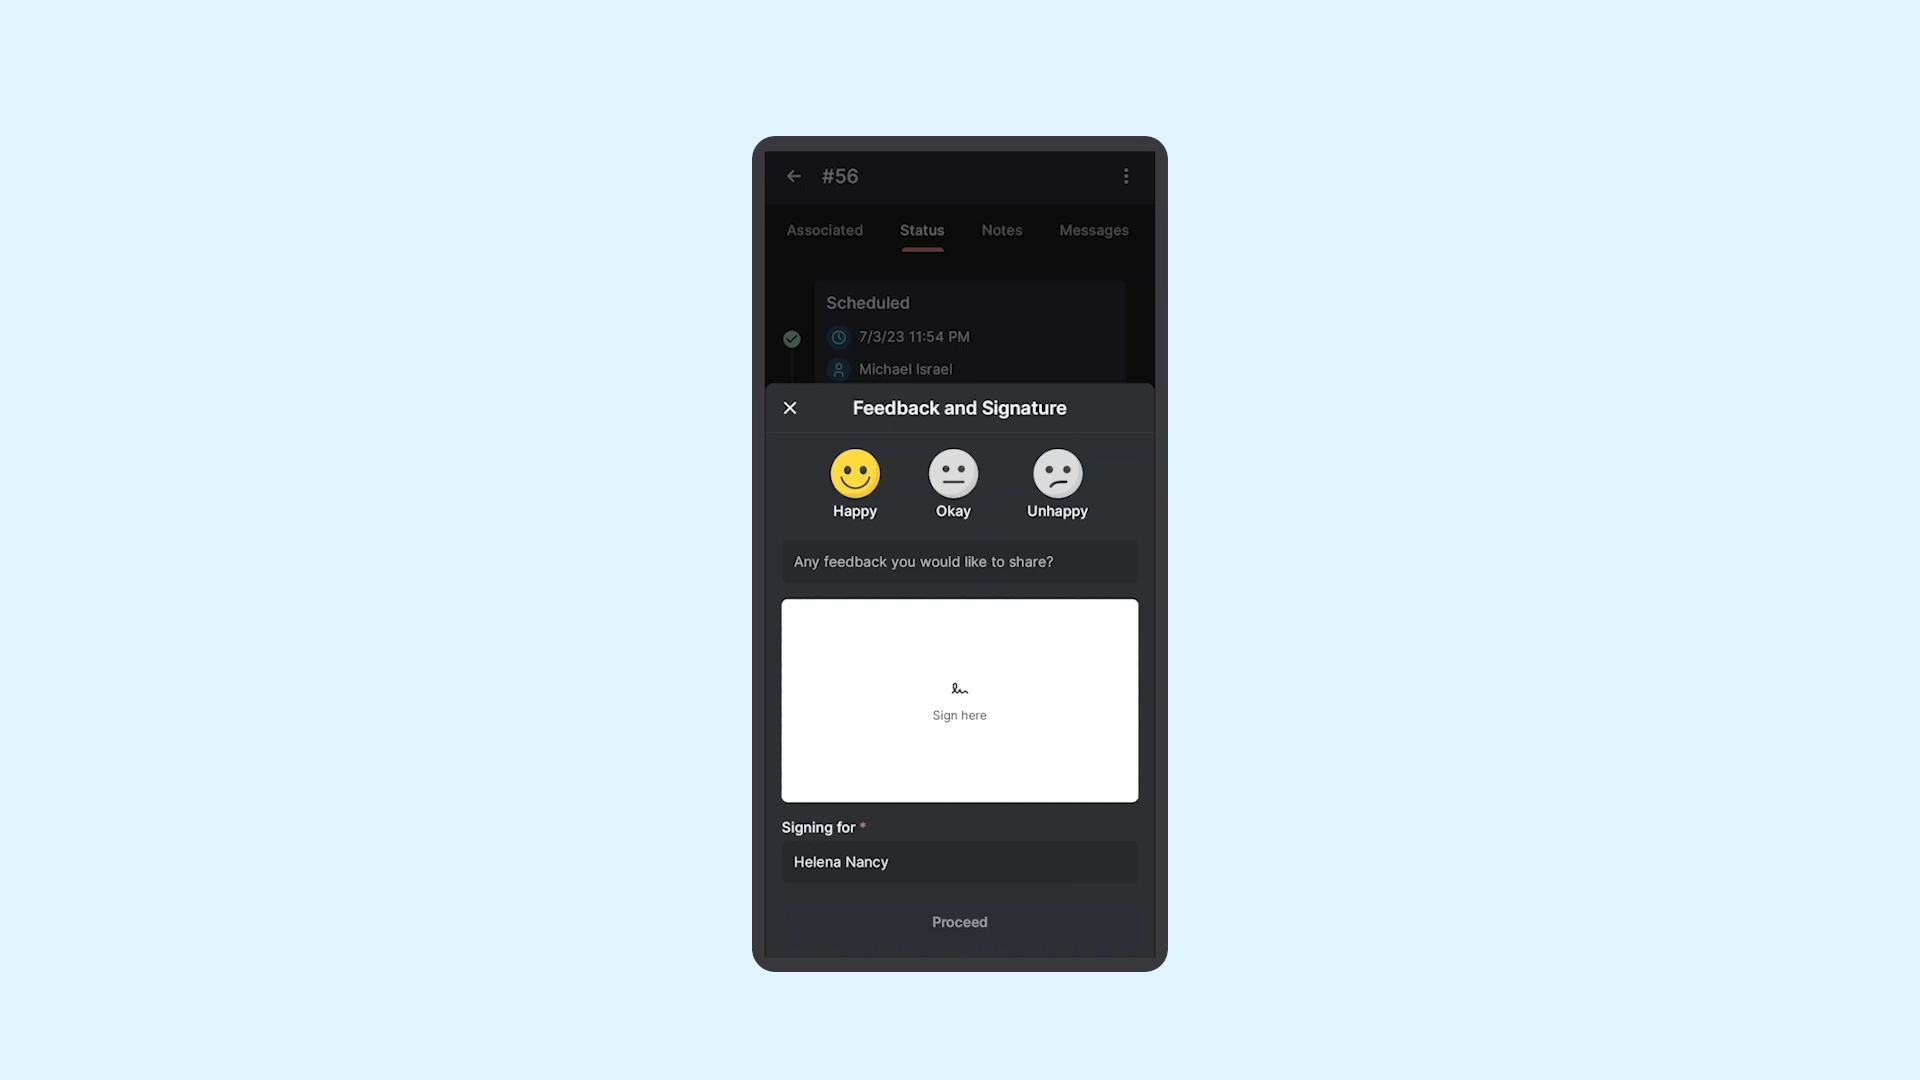 #56
Associated Status Notes Messages
Scheduled
7/3/23 11:54 PM
Michael Israel
Feedback and Signature
Happy Okay Unhappy
Any feedback you would like to share?
Sign here
Signing for *
Helena Nancy
Proceed